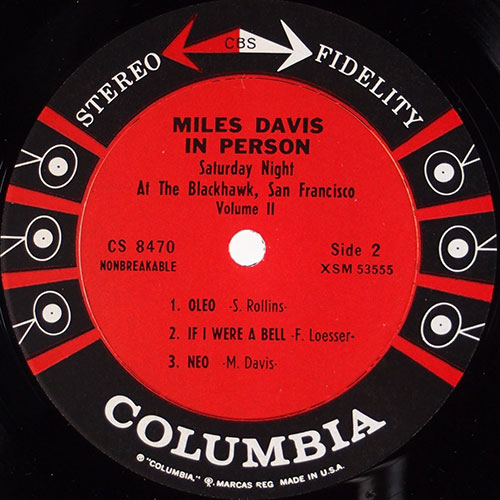 CBS
STEREO FIDELITY
MILES DAVIS
IN PERSON
Saturday Night
At The Blackhawk, San Francisco
Volume II
CS 8470
NONBREAKABLE
Side 2
XSM 53555
1. OLEO -S. Rollins-
2. IF I WERE A BELL -F. Loesser-
3. NEO -M. Davis-
COLUMBIA
® "COLUMBIA," Ⓟ. MARCAS REG MADE IN U.S.A.